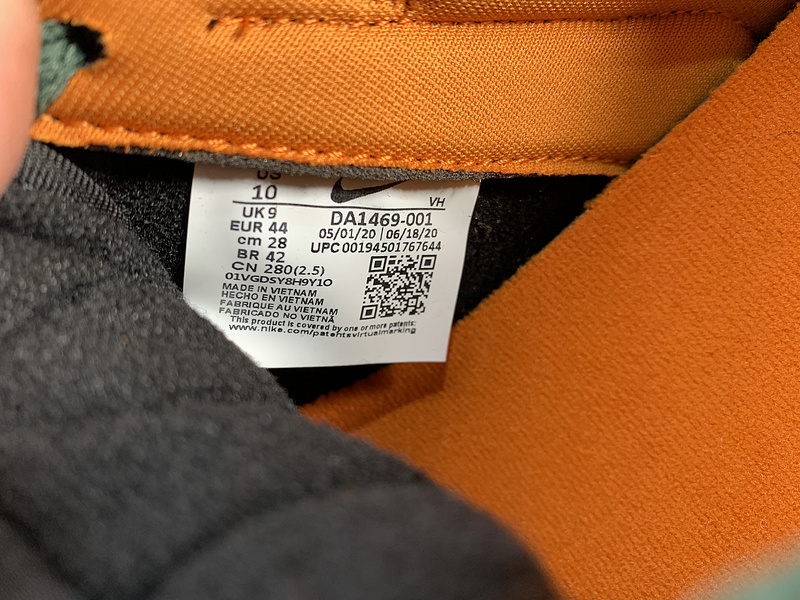 US
10
VH
UK 9
DA1469-001
EUR 44
05/01/20 | 06/18/20
cm 28
UPC 00194501767644
BR 42
CN 280(2.5)
01VGDSY8H9Y1O
MADE IN VIETNAM
HECHO EN VIETNAM
FABRIQUE AU VIETNAM
FABRICADO NO VIETNÃ
This product is covered by one or more patents:
www.nike.com/patentsvirtualmarking